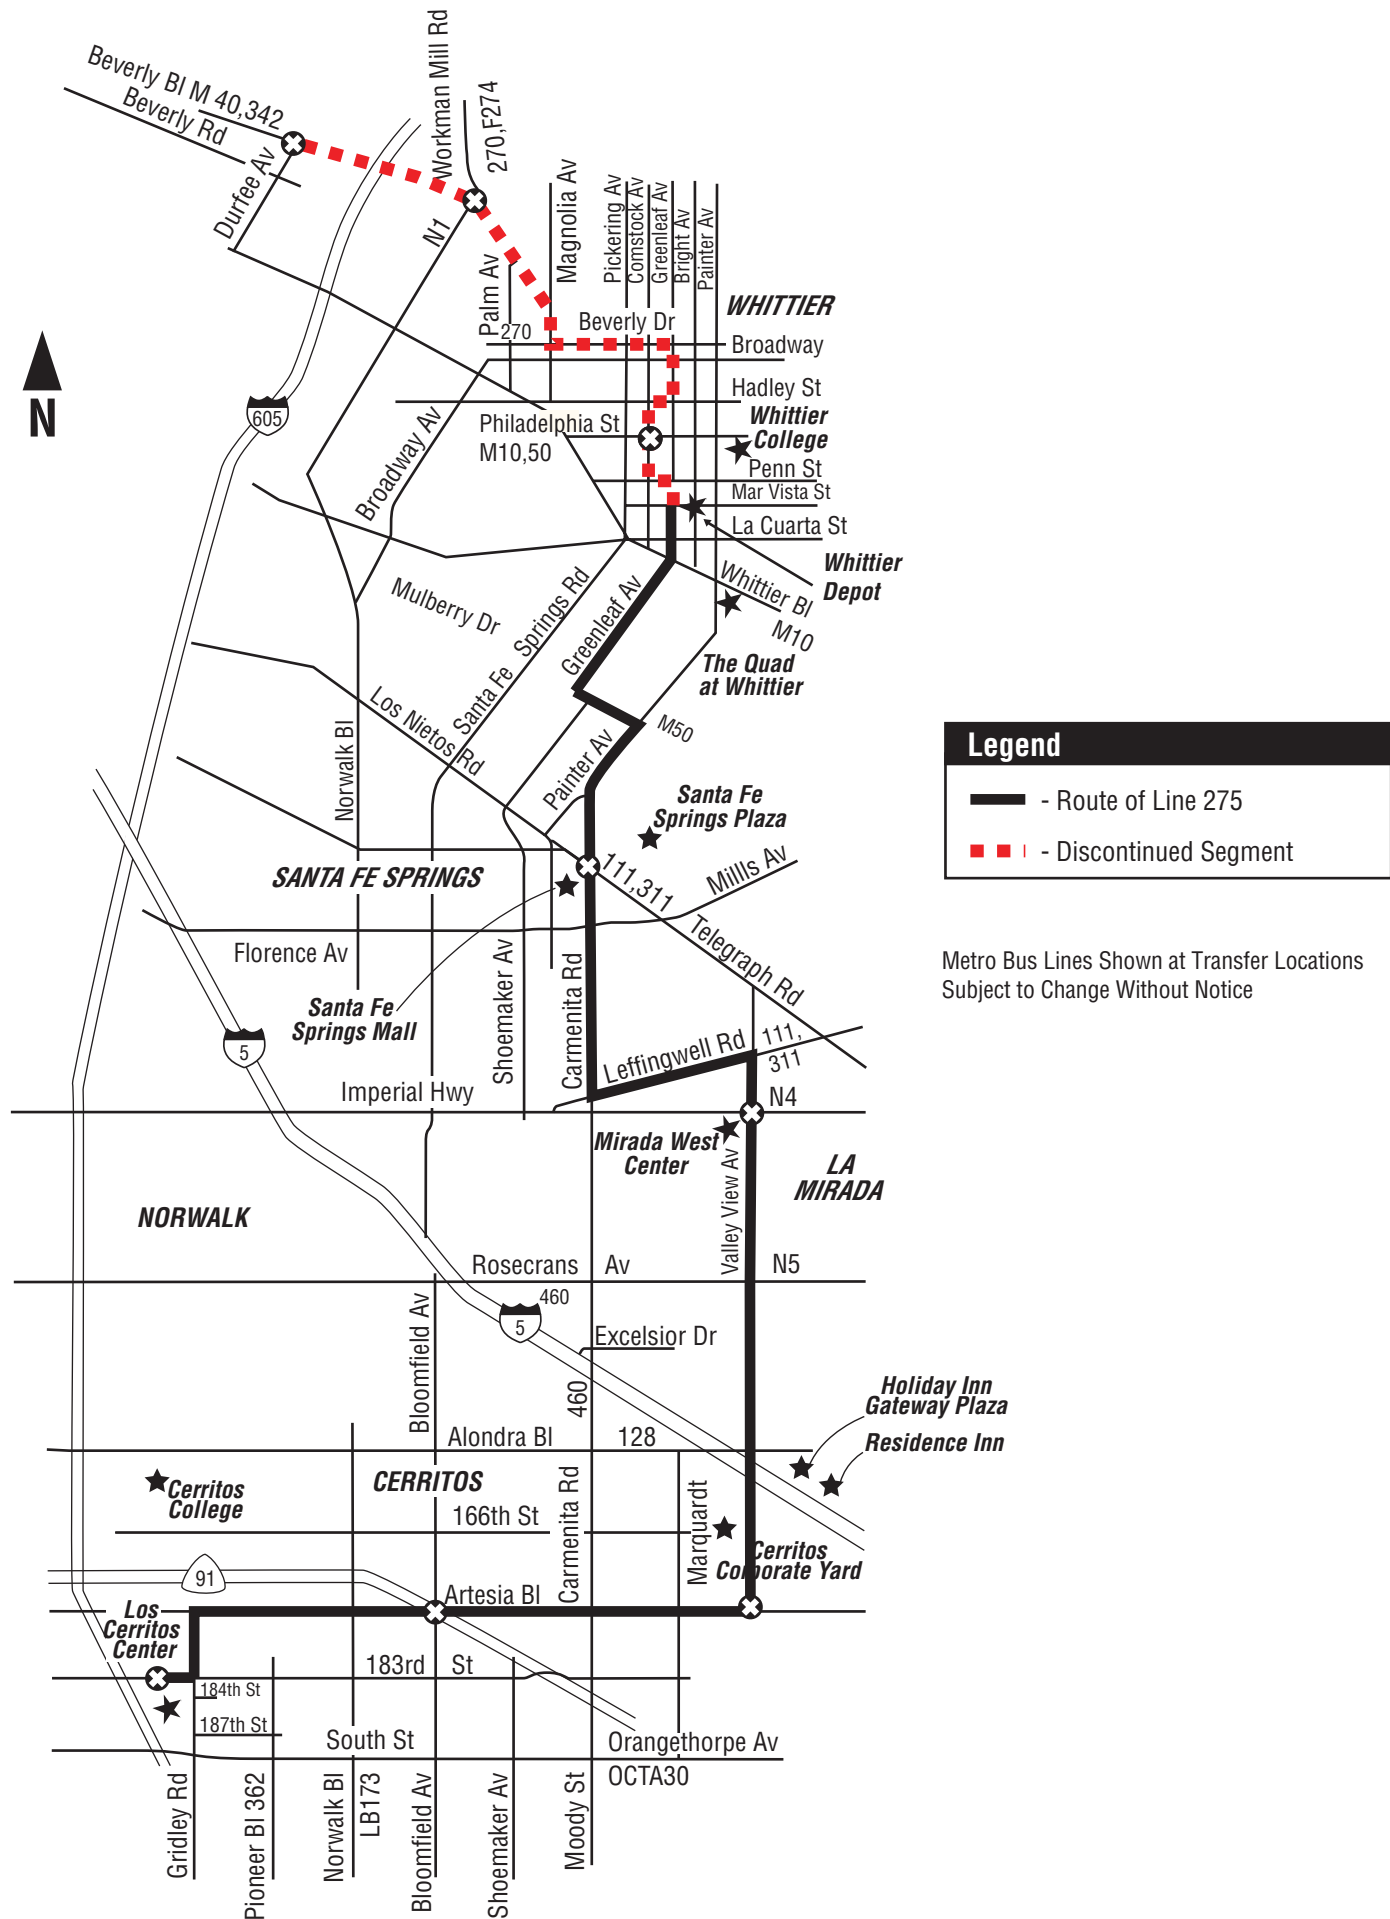 Beverly Bl M 40,342
Beverly Rd
Durfee Av
Workman Mill Rd
270,F274
N1
Palm Av
Magnolia Av
Pickering Av
Comstock Av
Greenleaf Av
Bright Av
Painter Av
WHITTIER
270
Beverly Dr
Broadway
Hadley St
Philadelphia St
M10,50
Whittier
College
Penn St
Mar Vista St
La Cuarta St
Whittier
Depot
605
N
Broadway Av
Mulberry Dr
Santa Fe Springs Rd
Greenleaf Av
Whittier Bl
M10
The Quad
at Whittier
Los Nietos Rd
Norwalk Bl
Painter Av
M50
Santa Fe
Springs Plaza
Legend
- Route of Line 275
- Discontinued Segment
SANTA FE SPRINGS
111,311
Millls Av
Florence Av
Shoemaker Av
Carmenita Rd
Telegraph Rd
Metro Bus Lines Shown at Transfer Locations
Subject to Change Without Notice
Santa Fe
Springs Mall
5
Leffingwell Rd
111,
311
Imperial Hwy
N4
Mirada West
Center
Valley View Av
LA
MIRADA
NORWALK
Rosecrans Av
N5
460
5
Bloomfield Av
Excelsior Dr
460
Holiday Inn
Gateway Plaza
Residence Inn
Alondra Bl
128
CERRITOS
Cerritos
College
166th St
Carmenita Rd
Marquardt
Cerritos
Corporate Yard
91
Artesia Bl
Los
Cerritos
Center
183rd St
184th St
187th St
South St
Orangethorpe Av
OCTA30
Gridley Rd
Pioneer Bl 362
Norwalk Bl
LB173
Bloomfield Av
Shoemaker Av
Moody St